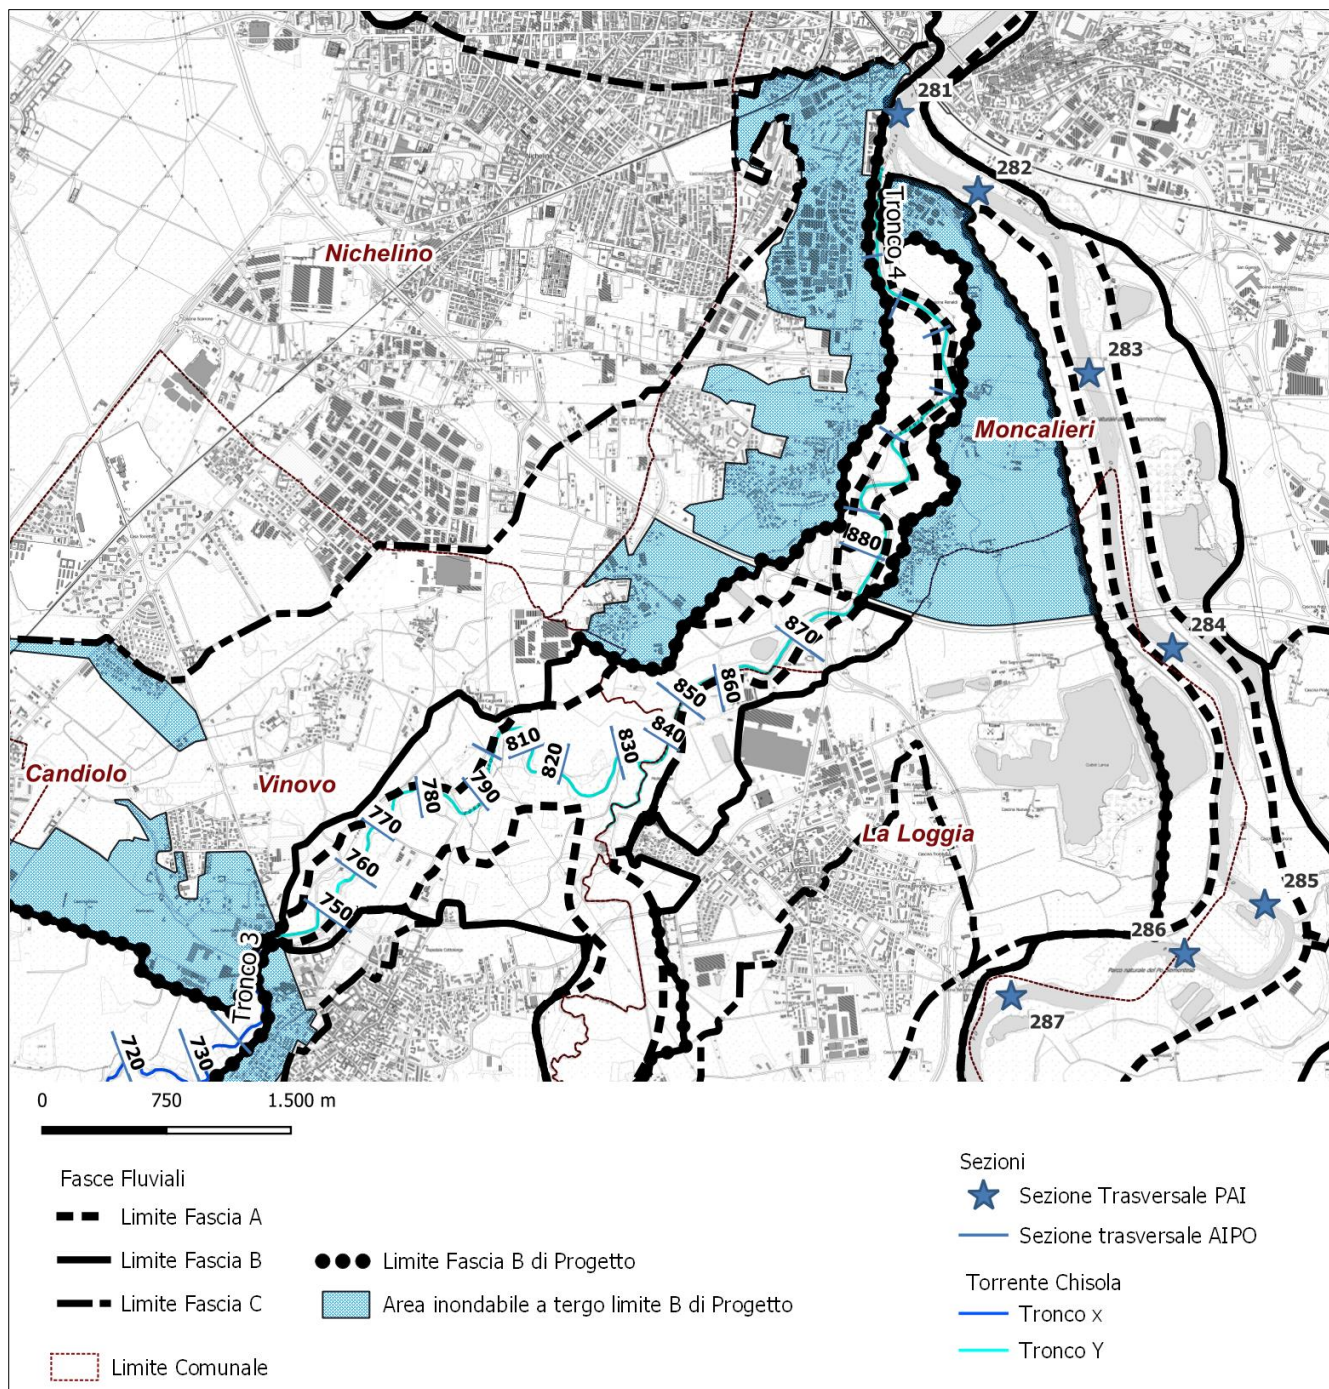 281
282
Tronco 4
Nichelino
283
Moncalieri
880
284
870
860
850
840
830
820
810
790
780
770
760
750
Candiolo
Vinovo
La Loggia
285
286
287
Tronco 3
730
720
0 750 1.500 m
Fasce Fluviali
Limite Fascia A
Limite Fascia B
Limite Fascia C
Limite Comunale
Limite Fascia B di Progetto
Area inondabile a tergo limite B di Progetto
Sezioni
Sezione Trasversale PAI
Sezione trasversale AIPO
Torrente Chisola
Tronco x
Tronco Y